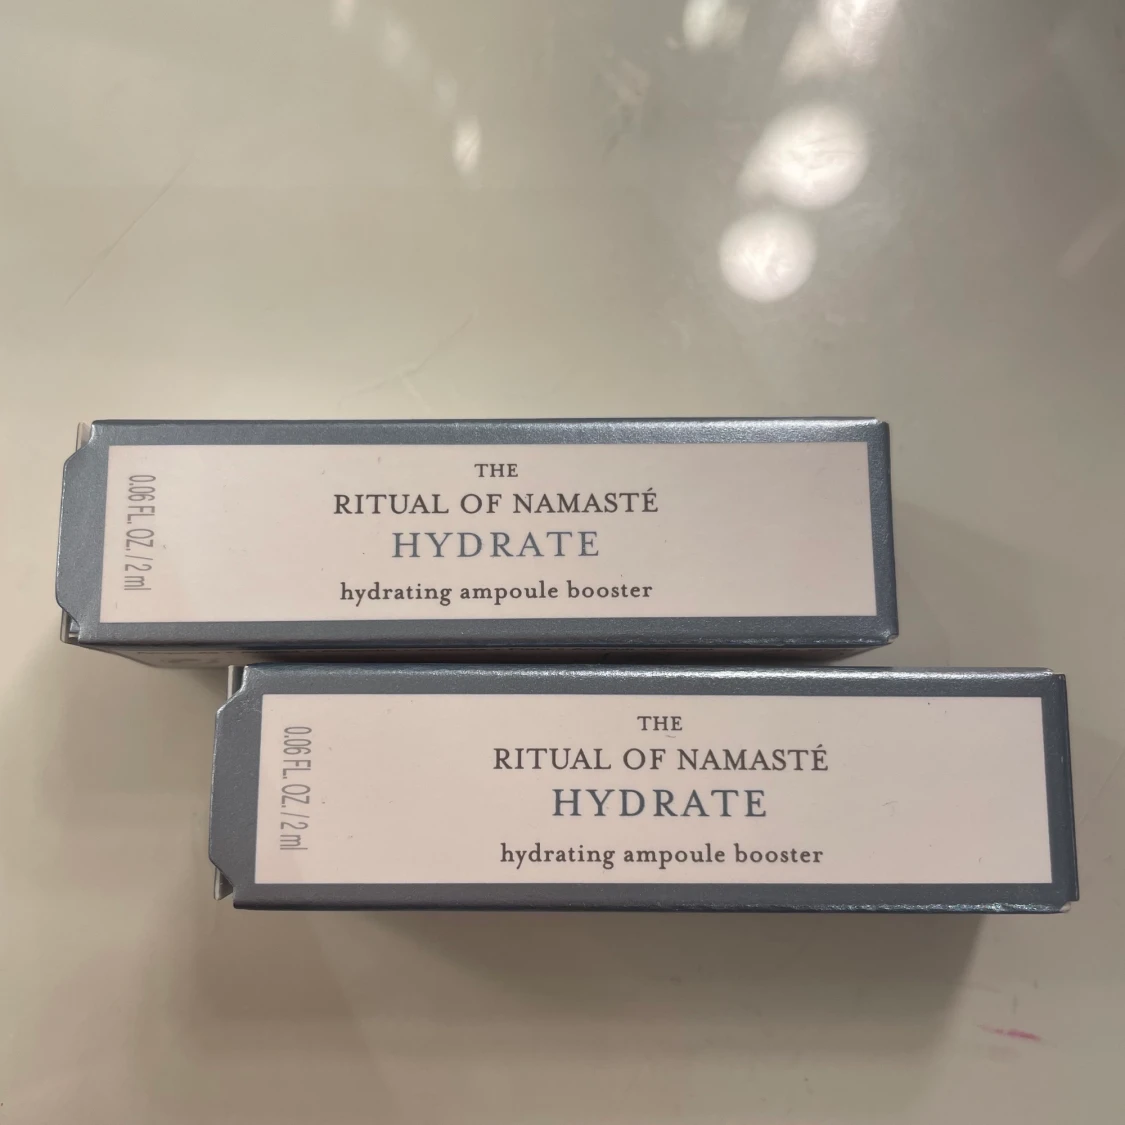 THE
RITUAL OF NAMASTÉ
HYDRATE
hydrating ampoule booster
0.06 FL. OZ. / 2 ml
THE
RITUAL OF NAMASTÉ
HYDRATE
hydrating ampoule booster
0.06 FL. OZ. / 2 ml